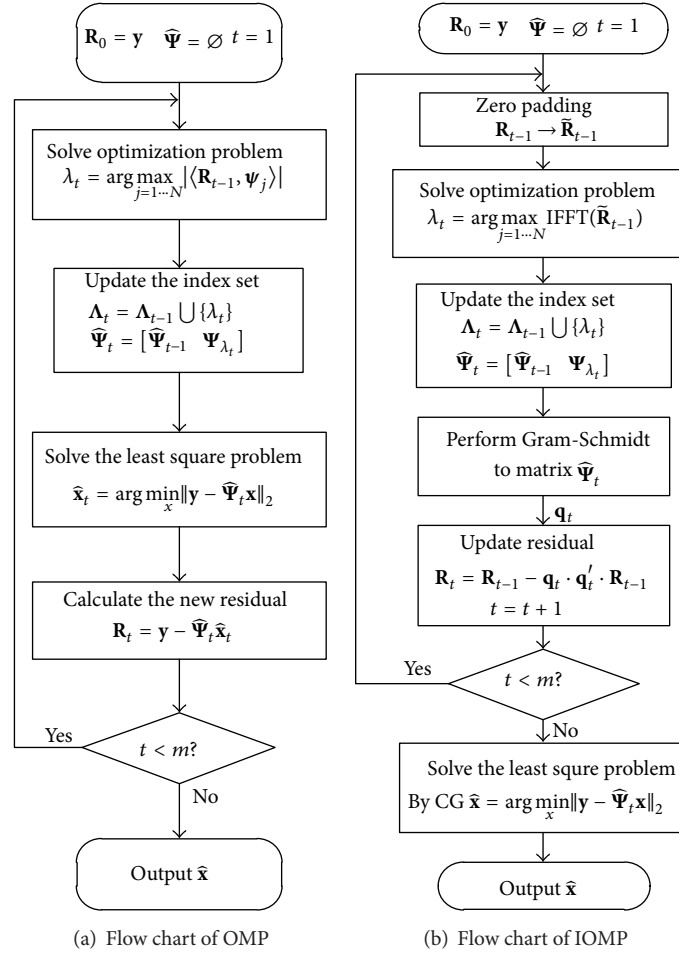 R₀ = y Ψ̂ = ∅ t = 1
Solve optimization problem
λₜ = arg max |⟨Rₜ₋₁, ψⱼ⟩|
j=1···N
Update the index set
Λₜ = Λₜ₋₁ ⋃ {λₜ}
Ψ̂ₜ = [Ψ̂ₜ₋₁ Ψ_λₜ]
Solve the least square problem
x̂ₜ = arg min‖y − Ψ̂ₜx‖₂
x
Calculate the new residual
Rₜ = y − Ψ̂ₜx̂ₜ
Yes
t < m?
No
Output x̂
(a) Flow chart of OMP
R₀ = y Ψ̂ = ∅ t = 1
Zero padding
Rₜ₋₁ → R̃ₜ₋₁
Solve optimization problem
λₜ = arg max IFFT(R̃ₜ₋₁)
j=1···N
Update the index set
Λₜ = Λₜ₋₁ ⋃ {λₜ}
Ψ̂ₜ = [Ψ̂ₜ₋₁ Ψ_λₜ]
Perform Gram-Schmidt
to matrix Ψ̂ₜ
qₜ
Update residual
Rₜ = Rₜ₋₁ − qₜ · qₜ′ · Rₜ₋₁
t = t + 1
Yes
t < m?
No
Solve the least squre problem
By CG x̂ = arg min‖y − Ψ̂ₜx‖₂
x
Output x̂
(b) Flow chart of IOMP